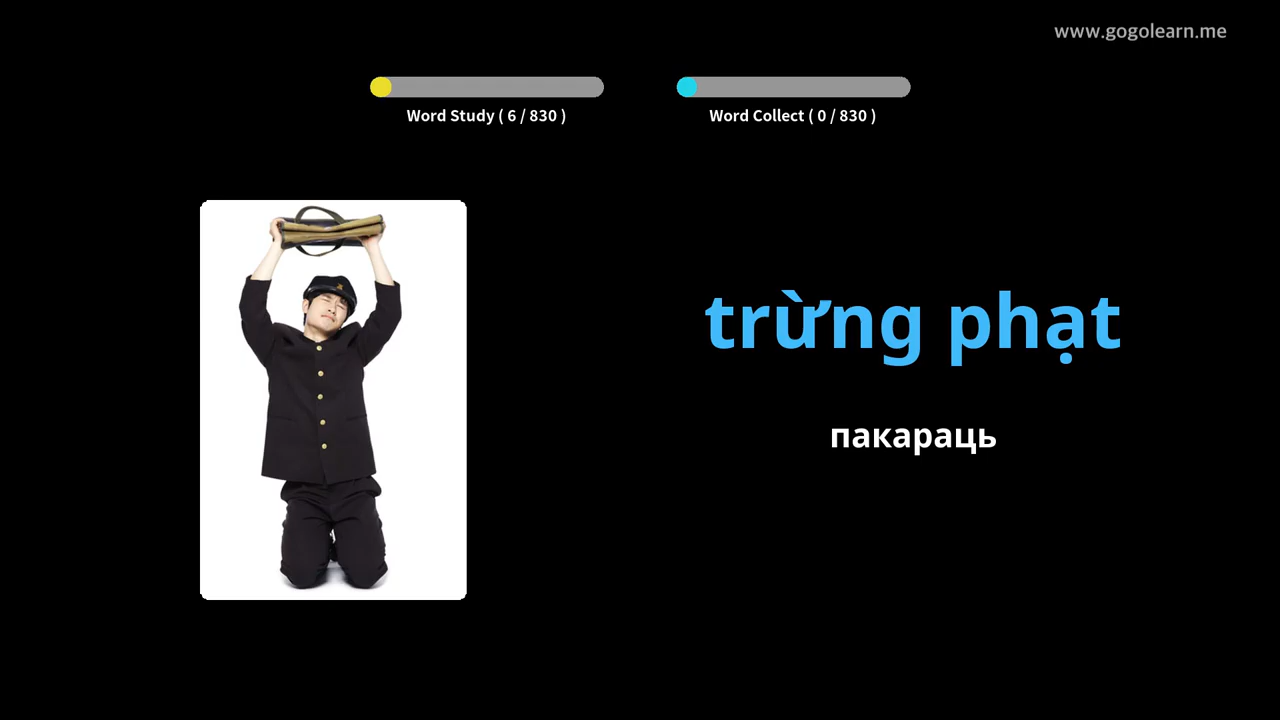 www.gogolearn.me
Word Study ( 6 / 830 )
Word Collect ( 0 / 830 )
trừng phạt
пакараць